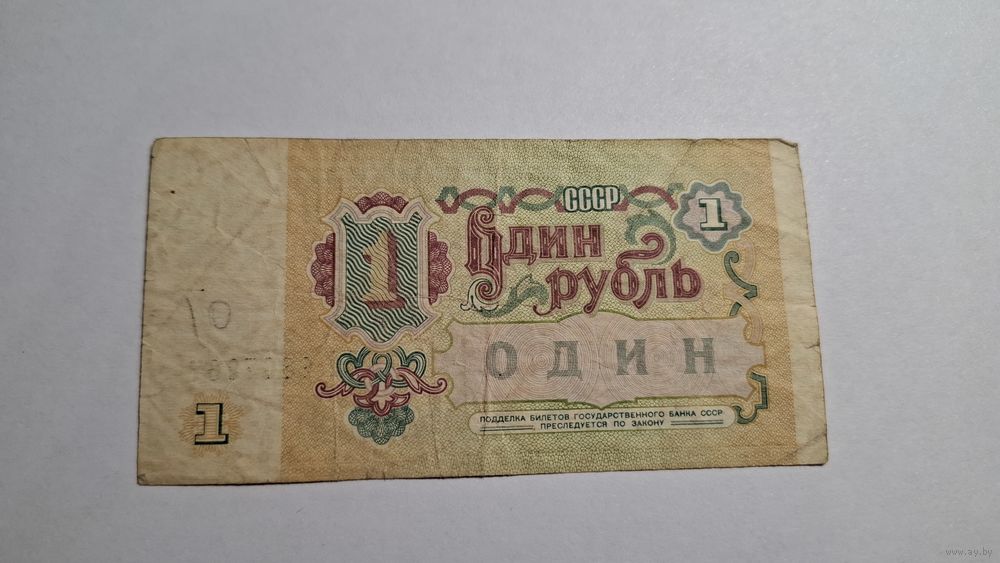 СССР
1
1
Один
рубль
ОДИН
ПОДДЕЛКА БИЛЕТОВ ГОСУДАРСТВЕННОГО БАНКА СССР
ПРЕСЛЕДУЕТСЯ ПО ЗАКОНУ
1
www.ay.by